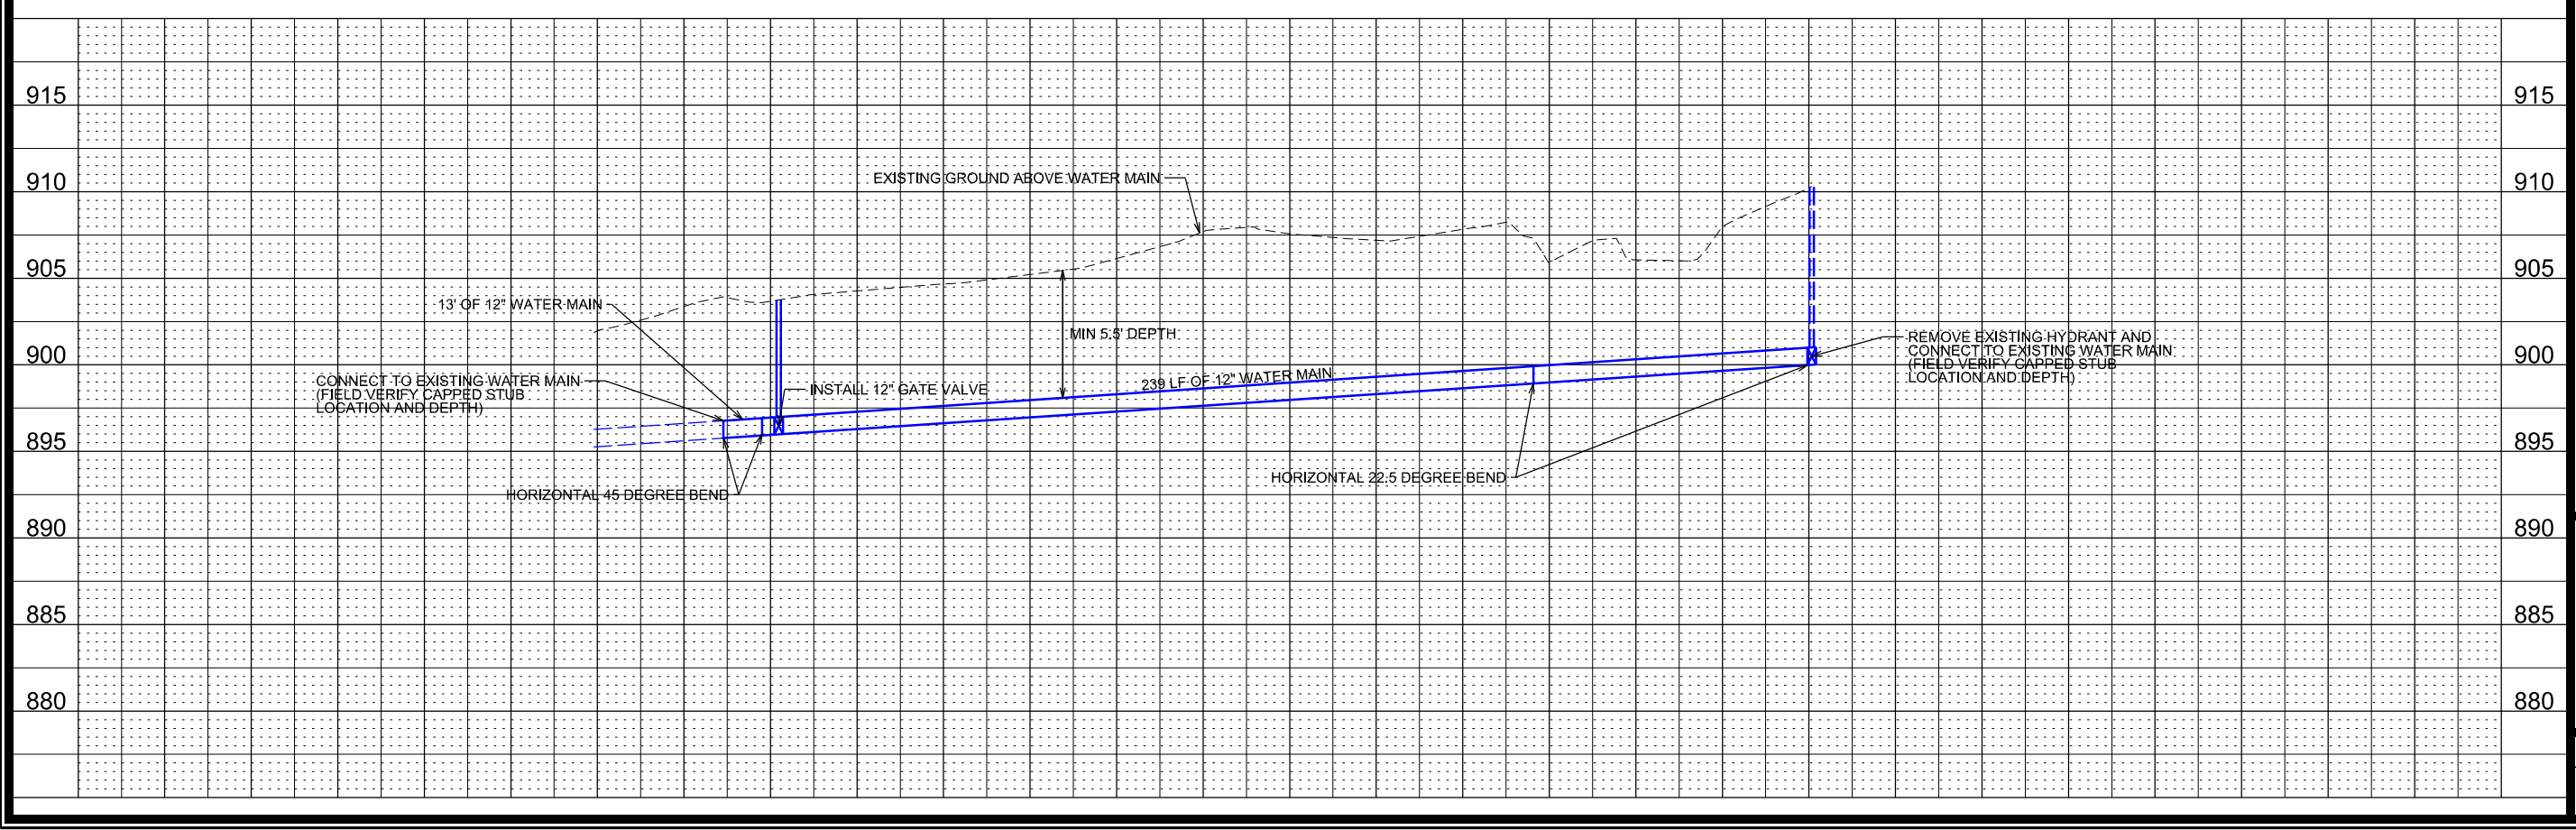 915
915
910
EXISTING GROUND ABOVE WATER MAIN
910
905
905
13' OF 12" WATER MAIN
MIN 5.5' DEPTH
900
CONNECT TO EXISTING WATER MAIN
(FIELD VERIFY CAPPED STUB
LOCATION AND DEPTH)
INSTALL 12" GATE VALVE
239 LF OF 12" WATER MAIN
REMOVE EXISTING HYDRANT AND
CONNECT TO EXISTING WATER MAIN
(FIELD VERIFY CAPPED STUB
LOCATION AND DEPTH)
900
895
895
HORIZONTAL 45 DEGREE BEND
HORIZONTAL 22.5 DEGREE BEND
890
890
885
885
880
880